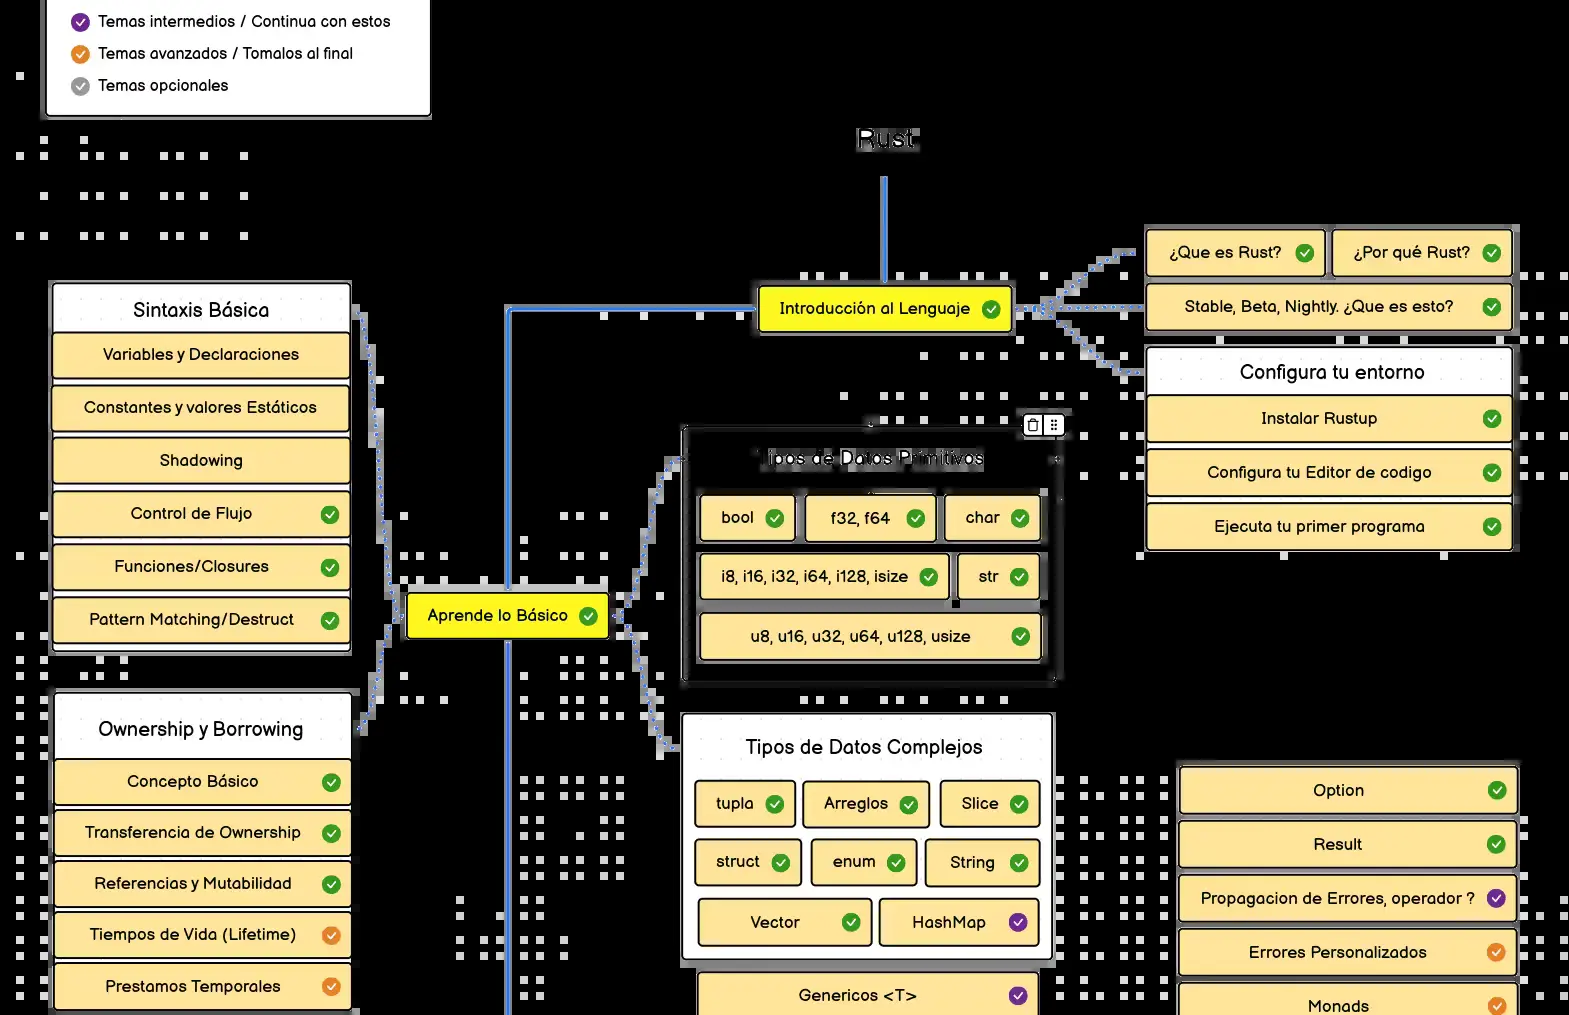 Temas intermedios / Continua con estos
Temas avanzados / Tomalos al final
Temas opcionales
Rust
Introducción al Lenguaje
¿Que es Rust?
¿Por qué Rust?
Stable, Beta, Nightly. ¿Que es esto?
Configura tu entorno
Instalar Rustup
Configura tu Editor de codigo
Ejecuta tu primer programa
Sintaxis Básica
Variables y Declaraciones
Constantes y valores Estáticos
Shadowing
Control de Flujo
Funciones/Closures
Pattern Matching/Destruct
Aprende lo Básico
Tipos de Datos Primitivos
bool
f32, f64
char
i8, i16, i32, i64, i128, isize
str
u8, u16, u32, u64, u128, usize
Ownership y Borrowing
Concepto Básico
Transferencia de Ownership
Referencias y Mutabilidad
Tiempos de Vida (Lifetime)
Prestamos Temporales
Tipos de Datos Complejos
tupla
Arreglos
Slice
struct
enum
String
Vector
HashMap
Genericos <T>
Option
Result
Propagacion de Errores, operador ?
Errores Personalizados
Monads